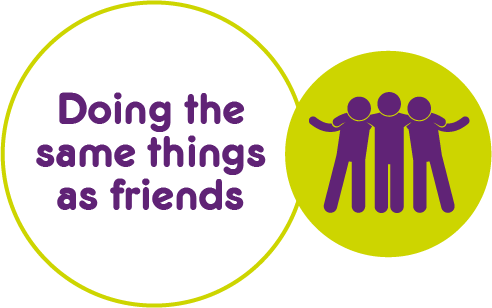 Doing the
same things
as friends